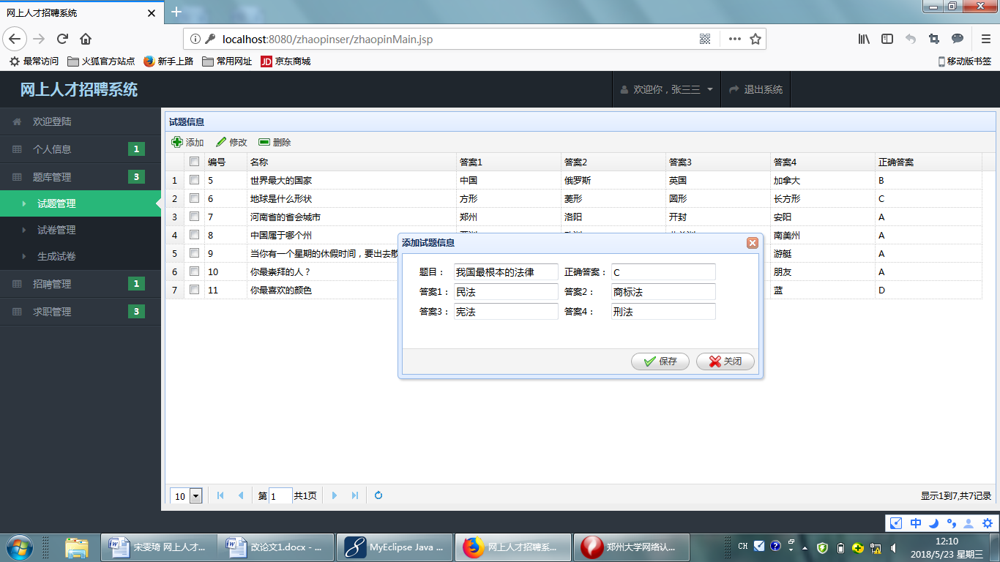 网上人才招聘系统
localhost:8080/zhaopinser/zhaopinMain.jsp
最常访问 火狐官方站点 新手上路 常用网址 JD 京东商城 移动版书签
网上人才招聘系统 欢迎你，张三三 退出系统
欢迎登陆
个人信息 1
题库管理 3
试题管理
试卷管理
生成试卷
招聘管理 1
求职管理 3
试题信息
添加 修改 删除
编号 名称 答案1 答案2 答案3 答案4 正确答案
1 5 世界最大的国家 中国 俄罗斯 英国 加拿大 B
2 6 地球是什么形状 方形 菱形 圆形 长方形 C
3 7 河南省的省会城市 郑州 洛阳 开封 安阳 A
4 8 中国属于哪个州 南美州 A
5 9 当你有一个星期的休假时间，要出去散 游艇 A
6 10 你最崇拜的人？ 朋友 A
7 11 你最喜欢的颜色 蓝 D
添加试题信息
题目： 我国最根本的法律 正确答案： C
答案1： 民法 答案2： 商标法
答案3： 宪法 答案4： 刑法
保存 关闭
10 第 1 共1页 显示1到7,共7记录
中
宋雯琦 网上人才... 改论文1.docx - ... MyEclipse Java ... 网上人才招聘系... 郑州大学网络认... CH 12:10
2018/5/23 星期三